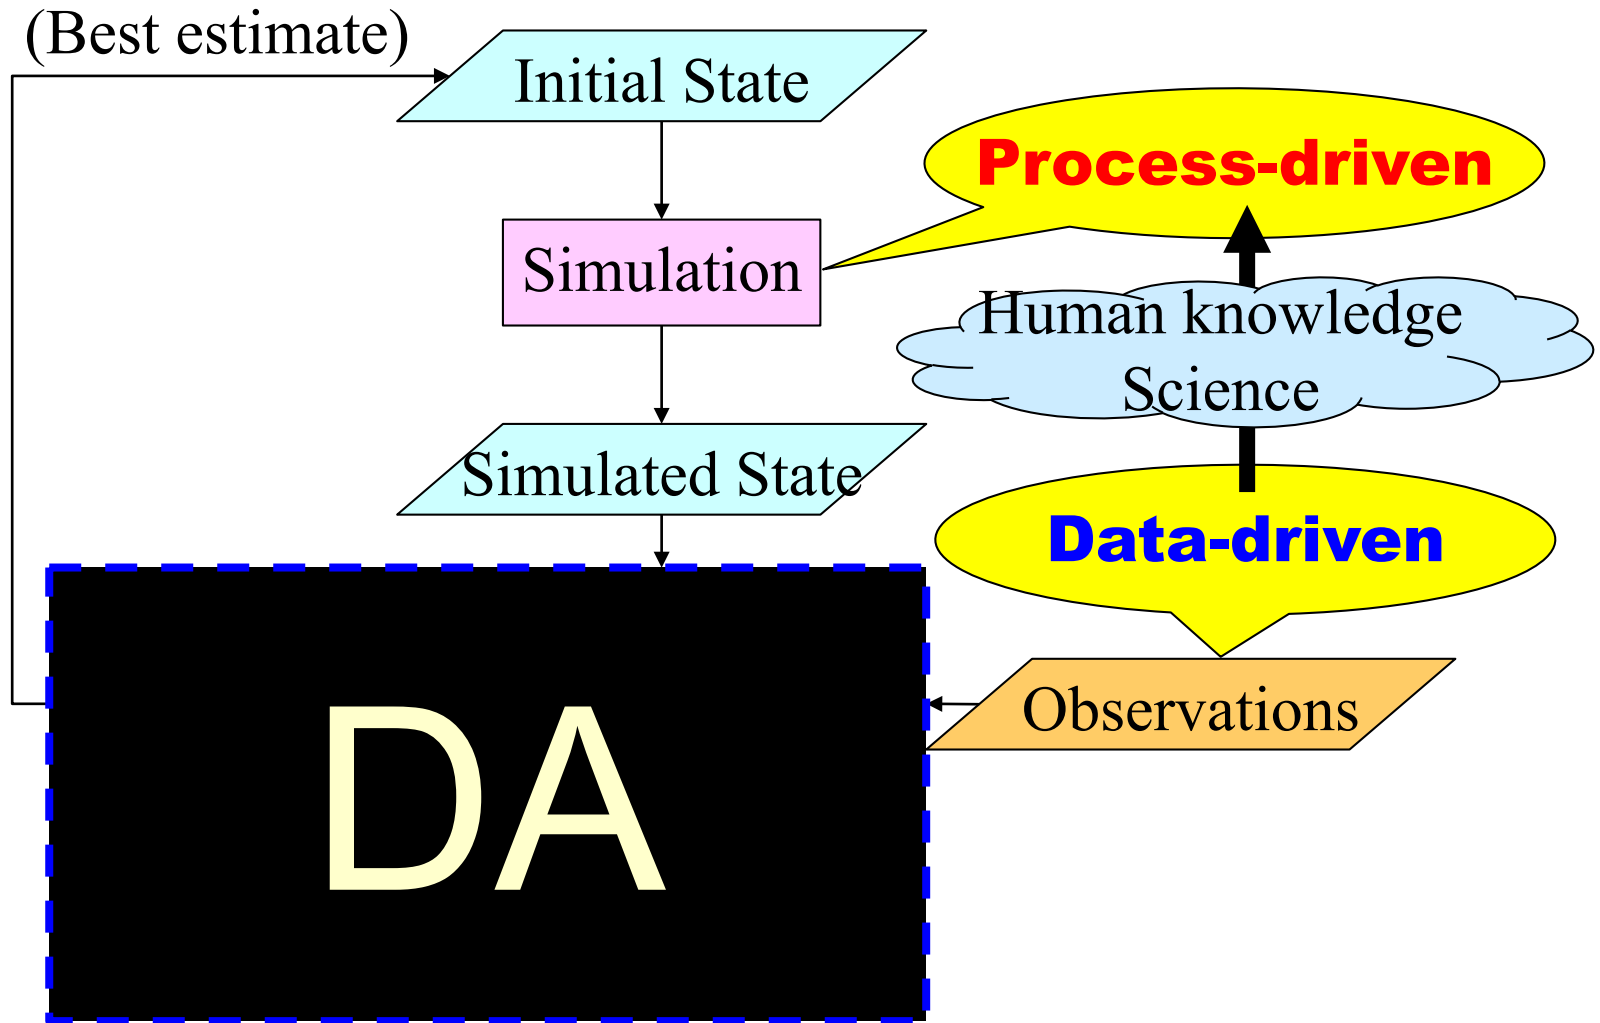 (Best estimate)
Initial State
Process-driven
Simulation
Human knowledge
Science
Simulated State
Data-driven
Observations
DA